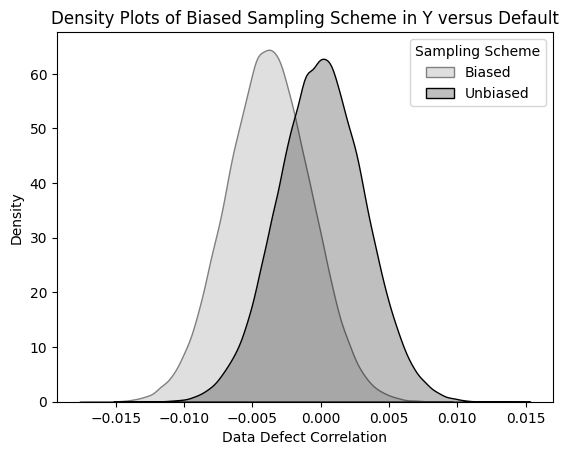 Density Plots of Biased Sampling Scheme in Y versus Default
Sampling Scheme
Biased
Unbiased
60
50
40
30
20
10
0
Density
−0.015
−0.010
−0.005
0.000
0.005
0.010
0.015
Data Defect Correlation